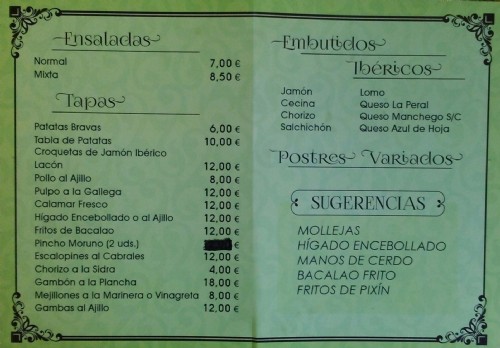 Ensaladas
Normal 7,00 €
Mixta 8,50 €
Tapas
Patatas Bravas 6,00 €
Tabla de Patatas 10,00 €
Croquetas de Jamón Ibérico
Lacón 12,00 €
Pollo al Ajillo 8,00 €
Pulpo a la Gallega 12,00 €
Calamar Fresco 12,00 €
Hígado Encebollado o al Ajillo 12,00 €
Fritos de Bacalao 12,00 €
Pincho Moruno (2 uds.) €
Escalopines al Cabrales 12,00 €
Chorizo a la Sidra 4,00 €
Gambón a la Plancha 18,00 €
Mejillones a la Marinera o Vinagreta 8,00 €
Gambas al Ajillo 12,00 €
Embutidos
Ibéricos
Jamón Lomo
Cecina Queso La Peral
Chorizo Queso Manchego S/C
Salchichón Queso Azul de Hoja
Postres Variados
SUGERENCIAS
MOLLEJAS
HÍGADO ENCEBOLLADO
MANOS DE CERDO
BACALAO FRITO
FRITOS DE PIXÍN